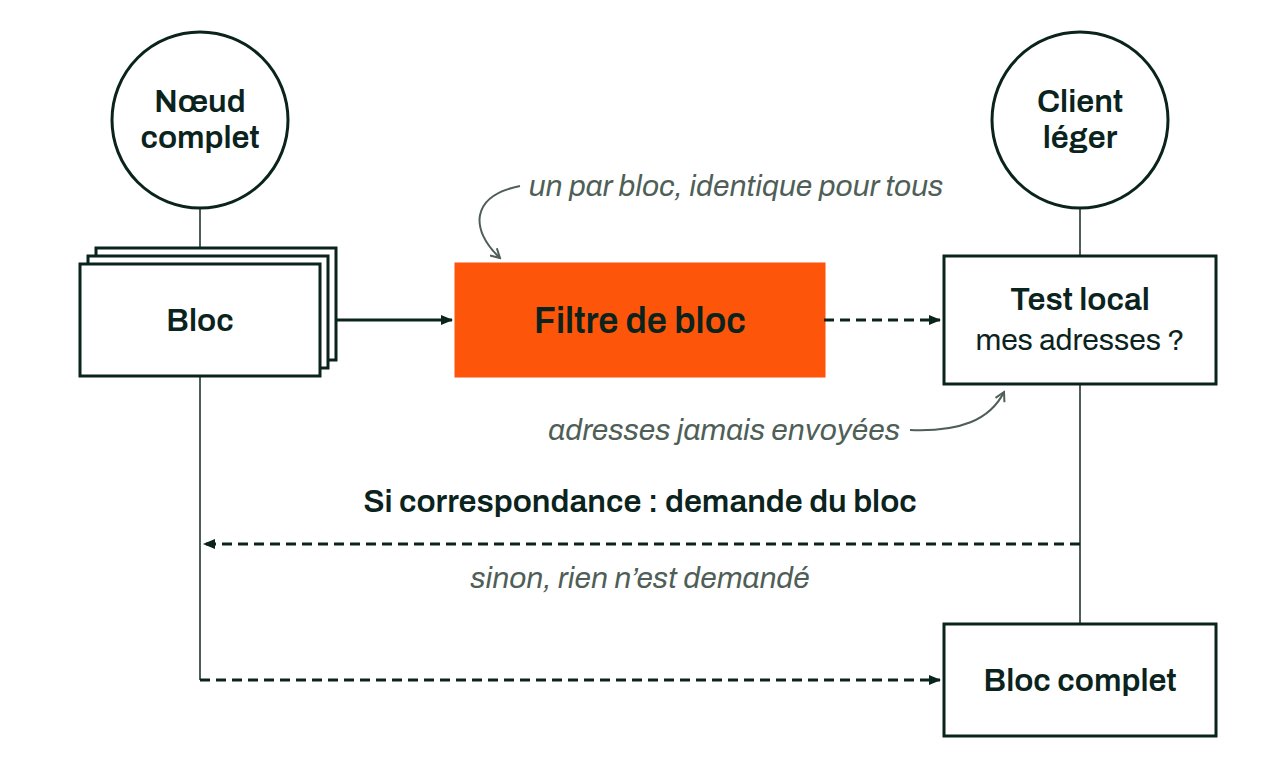 Nœud
complet
Client
léger
un par bloc, identique pour tous
Bloc
Filtre de bloc
Test local
mes adresses ?
adresses jamais envoyées
Si correspondance : demande du bloc
sinon, rien n’est demandé
Bloc complet